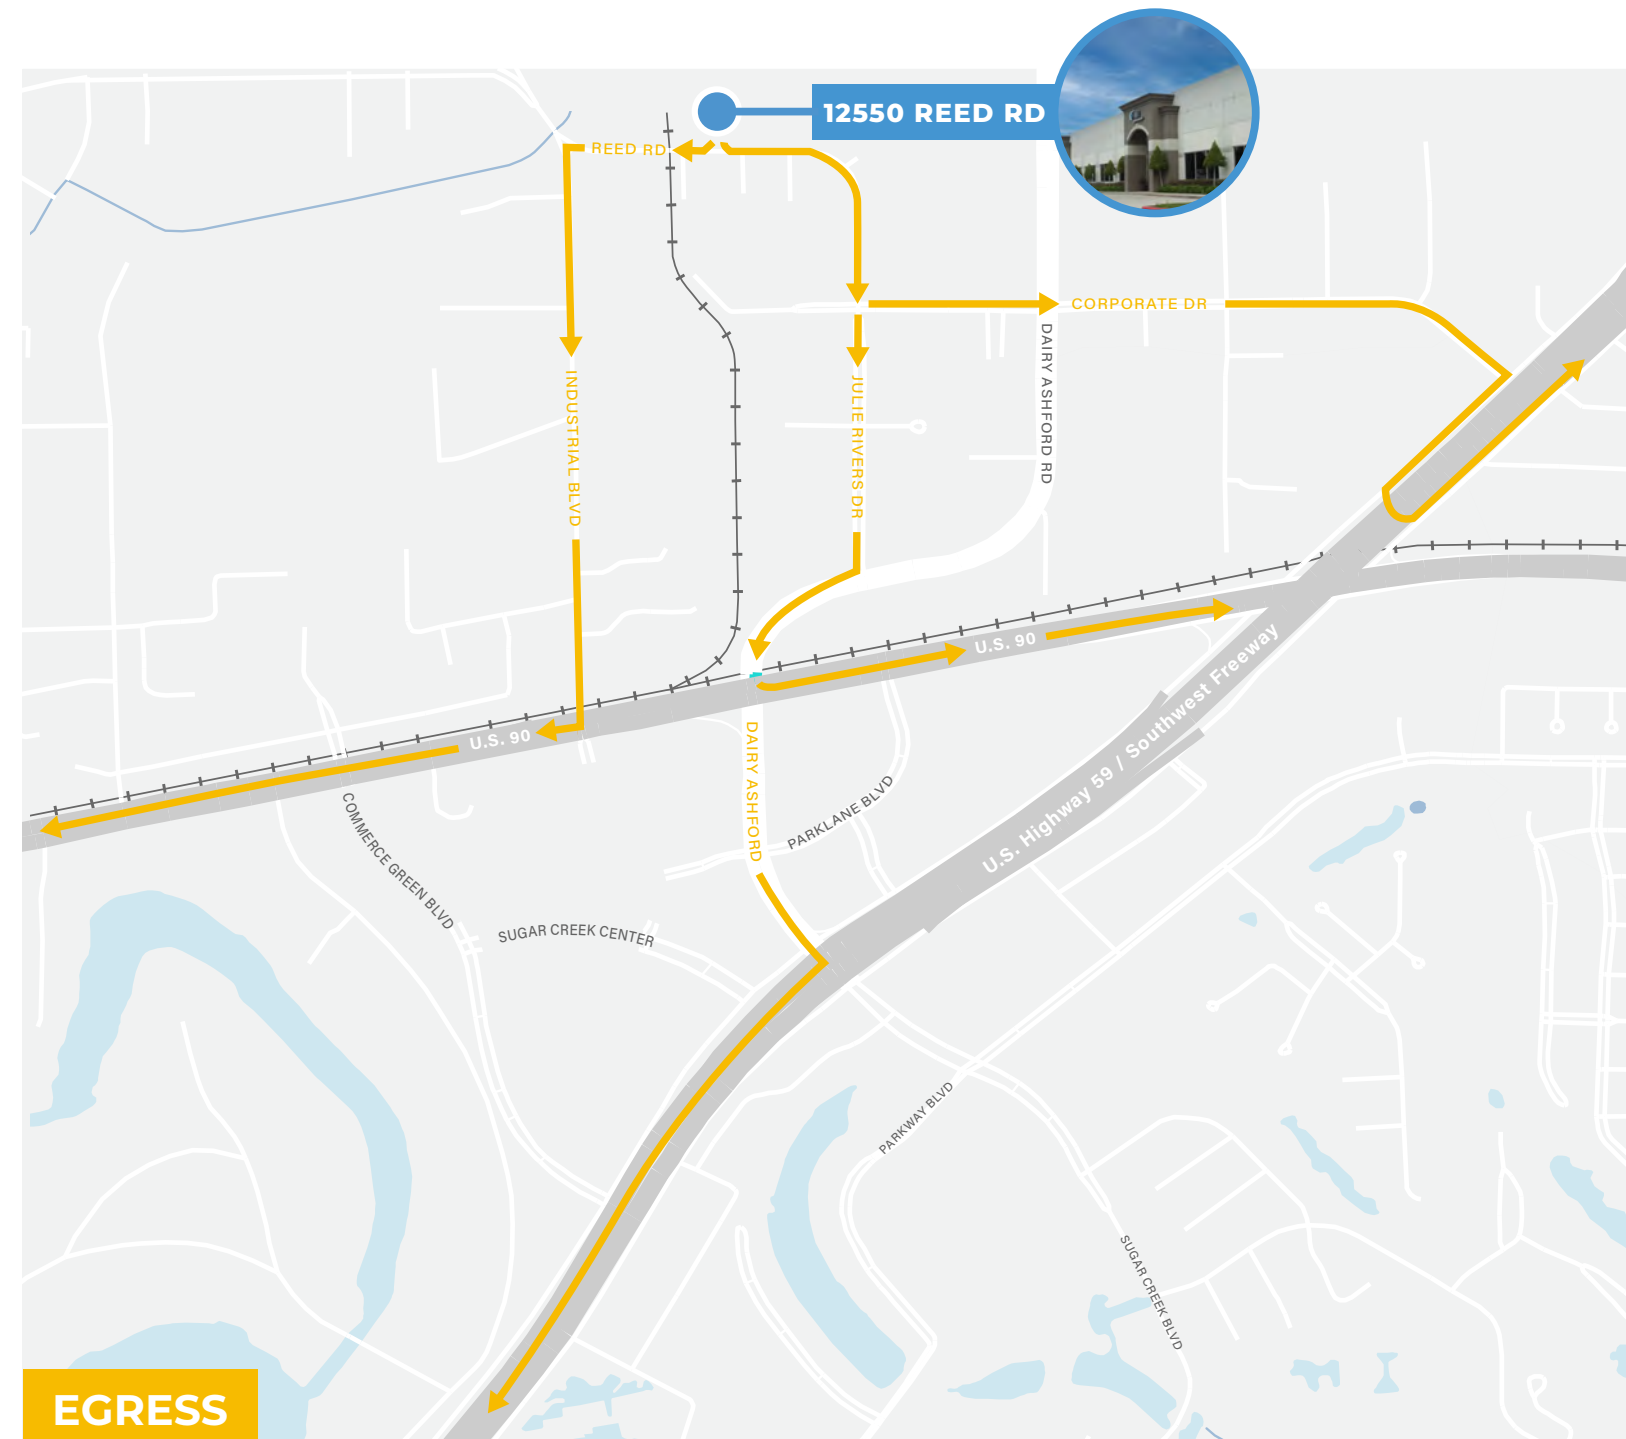 12550 REED RD
REED RD
CORPORATE DR
INDUSTRIAL BLVD
JULIE RIVERS DR
DAIRY ASHFORD RD
U.S. 90
U.S. 90
U.S. Highway 59 / Southwest Freeway
DAIRY ASHFORD
PARKLANE BLVD
COMMERCE GREEN BLVD
SUGAR CREEK CENTER
PARKWAY BLVD
SUGAR CREEK BLVD
EGRESS